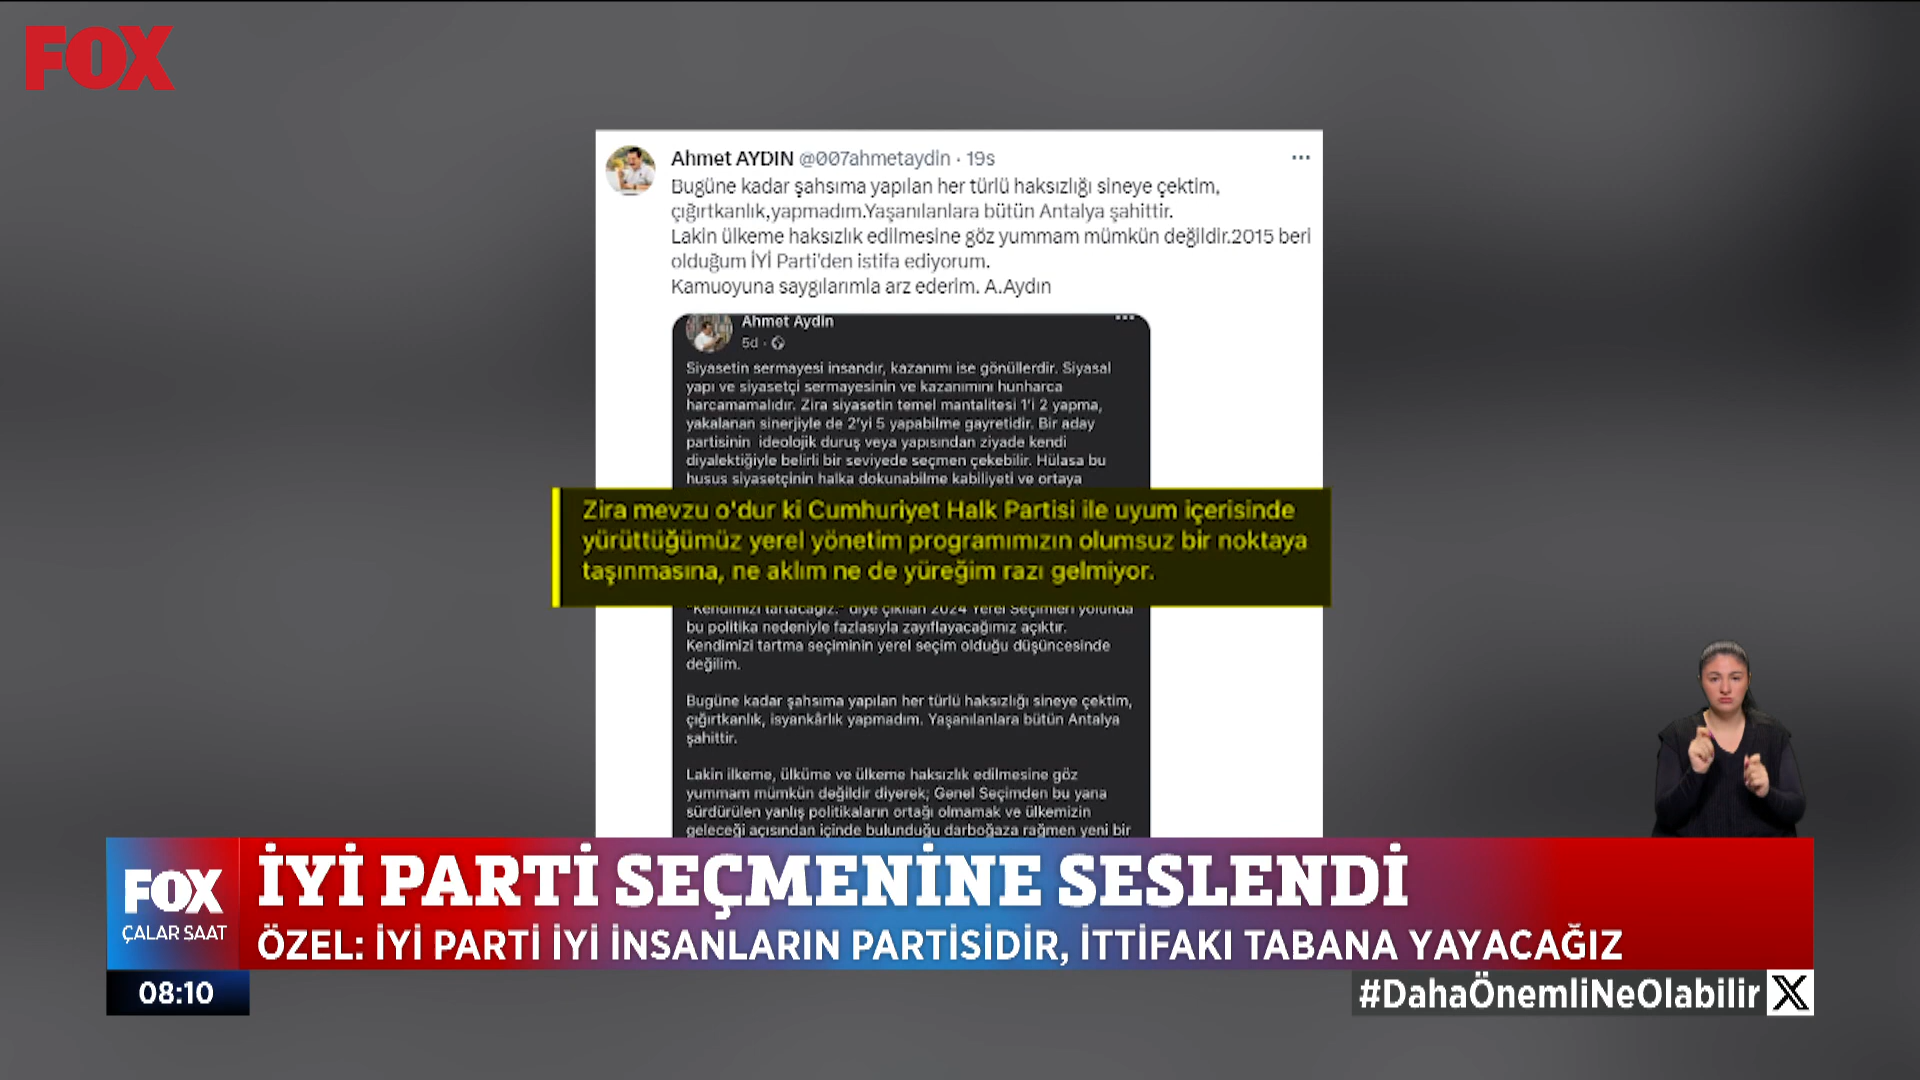 FOX
Ahmet AYDIN @007ahmetaydin · 19s
Bugüne kadar şahsıma yapılan her türlü haksızlığı sineye çektim,
çığırtkanlık,yapmadım.Yaşanılanlara bütün Antalya şahittir.
Lakin ülkeme haksızlık edilmesine göz yummam mümkün değildir.2015 beri
olduğum İYİ Parti'den istifa ediyorum.
Kamuoyuna saygılarımla arz ederim. A.Aydın
Ahmet Aydin
5d ·
Siyasetin sermayesi insandır, kazanımı ise gönüllerdir. Siyasal
yapı ve siyasetçi sermayesinin ve kazanımını hunharca
harcamamalıdır. Zira siyasetin temel mantalitesi 1'i 2 yapma,
yakalanan sinerjiyle de 2'yi 5 yapabilme gayretidir. Bir aday
partisinin ideolojik duruş veya yapısından ziyade kendi
diyalektiğiyle belirli bir seviyede seçmen çekebilir. Hülasa bu
husus siyasetçinin halka dokunabilme kabiliyeti ve ortaya
Zira mevzu o'dur ki Cumhuriyet Halk Partisi ile uyum içerisinde
yürüttüğümüz yerel yönetim programımızın olumsuz bir noktaya
taşınmasına, ne aklım ne de yüreğim razı gelmiyor.
"Kendimizi tartacağız." diye çıkılan 2024 Yerel Seçimleri yolunda
bu politika nedeniyle fazlasıyla zayıflayacağımız açıktır.
Kendimizi tartma seçiminin yerel seçim olduğu düşüncesinde
değilim.
Bugüne kadar şahsıma yapılan her türlü haksızlığı sineye çektim,
çığırtkanlık, isyankârlık yapmadım. Yaşanılanlara bütün Antalya
şahittir.
Lakin ilkeme, ülküme ve ülkeme haksızlık edilmesine göz
yummam mümkün değildir diyerek; Genel Seçimden bu yana
sürdürülen yanlış politikaların ortağı olmamak ve ülkemizin
geleceği açısından içinde bulunduğu darboğaza rağmen yeni bir
FOX
ÇALAR SAAT
İYİ PARTİ SEÇMENİNE SESLENDİ
ÖZEL: İYİ PARTİ İYİ İNSANLARIN PARTİSİDİR, İTTİFAKI TABANA YAYACAĞIZ
08:10
#DahaÖnemliNeOlabilir X